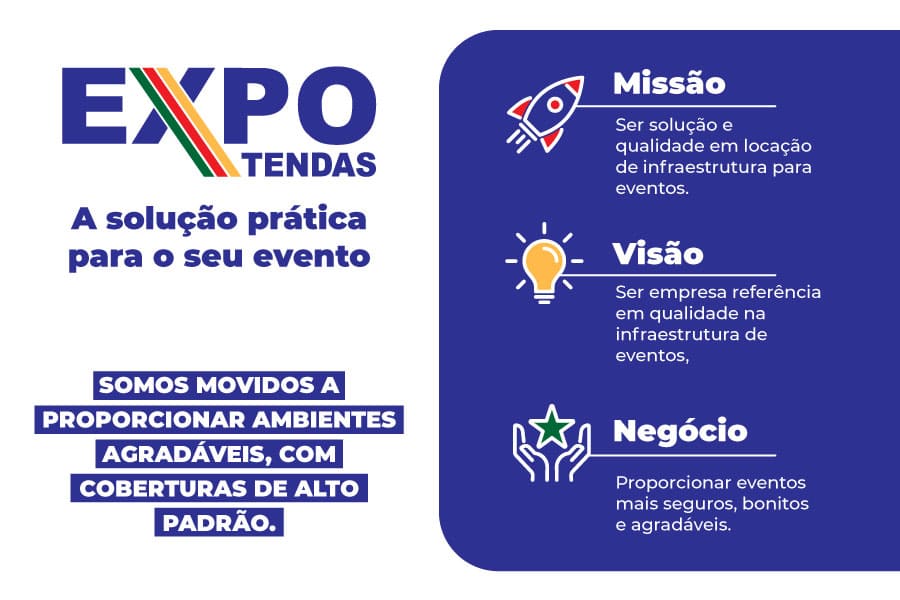 EXPO
TENDAS
A solução prática
para o seu evento
SOMOS MOVIDOS A
PROPORCIONAR AMBIENTES
AGRADÁVEIS, COM
COBERTURAS DE ALTO
PADRÃO.
Missão
Ser solução e
qualidade em locação
de infraestrutura para
eventos.
Visão
Ser empresa referência
em qualidade na
infraestrutura de
eventos,
Negócio
Proporcionar eventos
mais seguros, bonitos
e agradáveis.